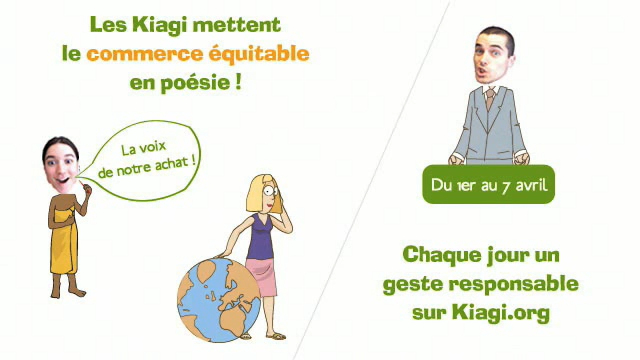 Les Kiagi mettent
le commerce équitable
en poésie !
La voix
de notre achat !
Du 1er au 7 avril
Chaque jour un
geste responsable
sur Kiagi.org